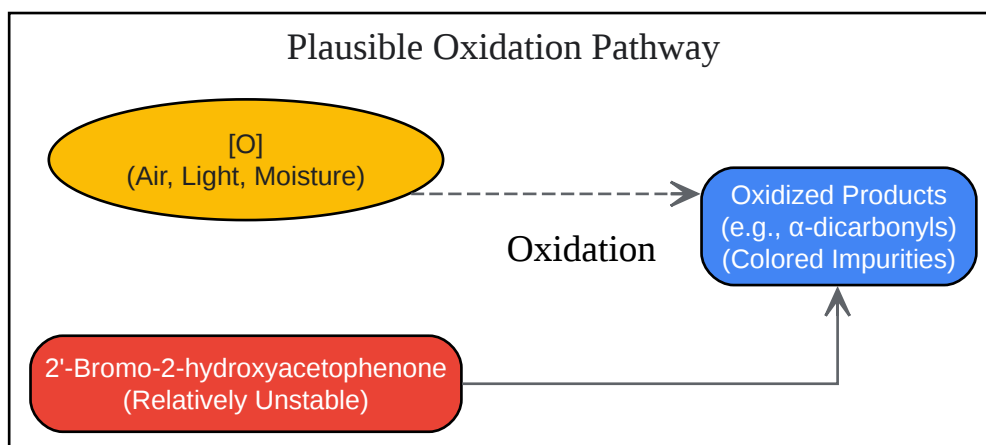 Plausible Oxidation Pathway
[O]
(Air, Light, Moisture)
Oxidized Products
(e.g., α-dicarbonyls)
(Colored Impurities)
Oxidation
2'-Bromo-2-hydroxyacetophenone
(Relatively Unstable)